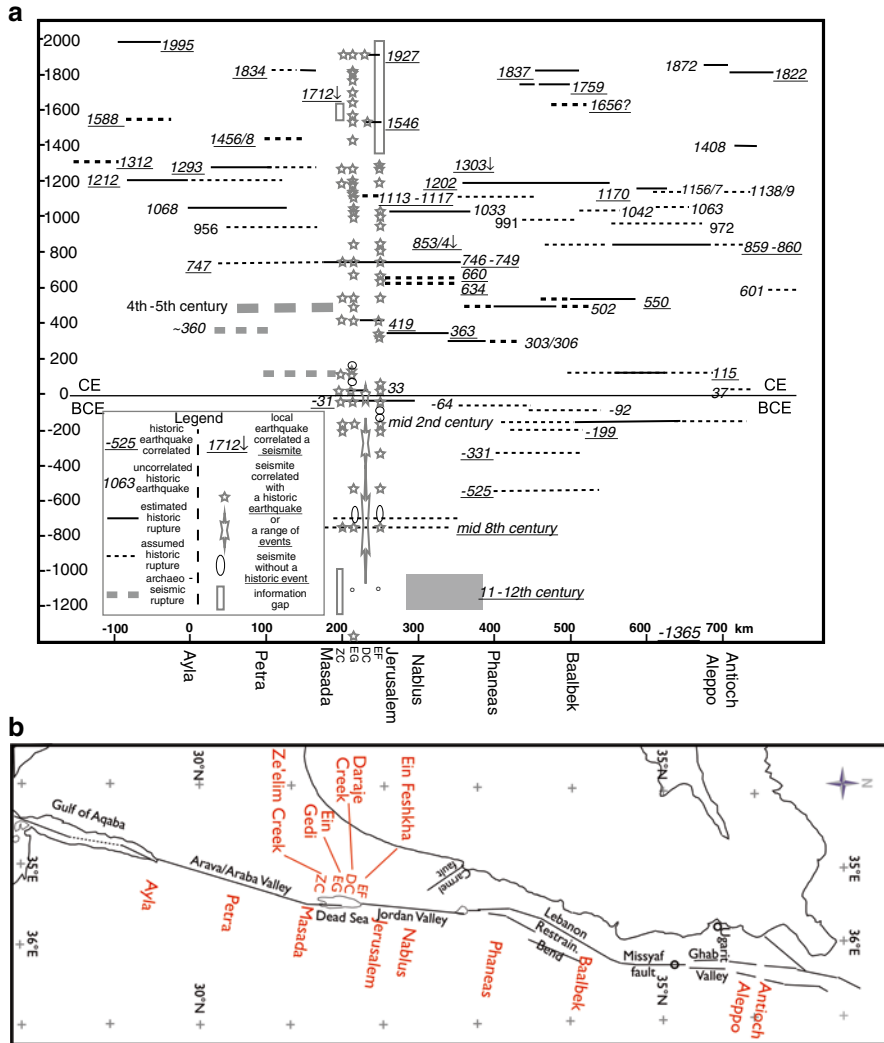 a
2000
1995
1927
1872
1822
1800
1834
1837
1759
1712↓
1656?
1600
1588
1546
1400
1456/8
1408
1312
1293
1303↓
1200
1212
1202
1170
1156/7
1138/9
1113 -1117
1068
1033
1042
1063
1000
956
991
972
800
853/4↓
859 -860
747
746 -749
660
600
634
601
4th -5th century
550
502
400
~360
419
363
303/306
200
115
0
CE
33
37
CE
BCE
-31
-64
-92
BCE
Legend
-200
mid 2nd century
-199
-400
-331
-600
-525
-800
mid 8th century
-1000
-1200
11 -12th century
-525
historic
earthquake
correlated
1063
uncorrelated
historic
earthquake
estimated
historic
rupture
assumed
historic
rupture
archaeo -
seismic
rupture
1712↓
local
earthquake
correlated a
seismite
seismite
correlated
with
a historic
earthquake
or
a range of
events
seismite
without a
historic event
information
gap
-100
0
100
200
300
400
500
600
-1365
700
km
Ayla
Petra
Masada
ZC
EG
DC
EF
Jerusalem
Nablus
Phaneas
Baalbek
Aleppo
Antioch
b
30°N
35°N
N
Ze'elim Creek
Ein
Gedi
Daraje
Creek
Ein Feshkha
Gulf of Aqaba
35°E
Arava/Araba Valley
ZC
EG
DC
EF
Carmel
fault
35°E
Ayla
Petra
Masada
Dead Sea
Jordan Valley
Jerusalem
Nablus
Lebanon
Restrain.
Bend
Ugarit
Missyaf
fault
Ghab
Valley
36°E
Phaneas
Baalbek
36°E
30°N
35°N
Aleppo
Antioch